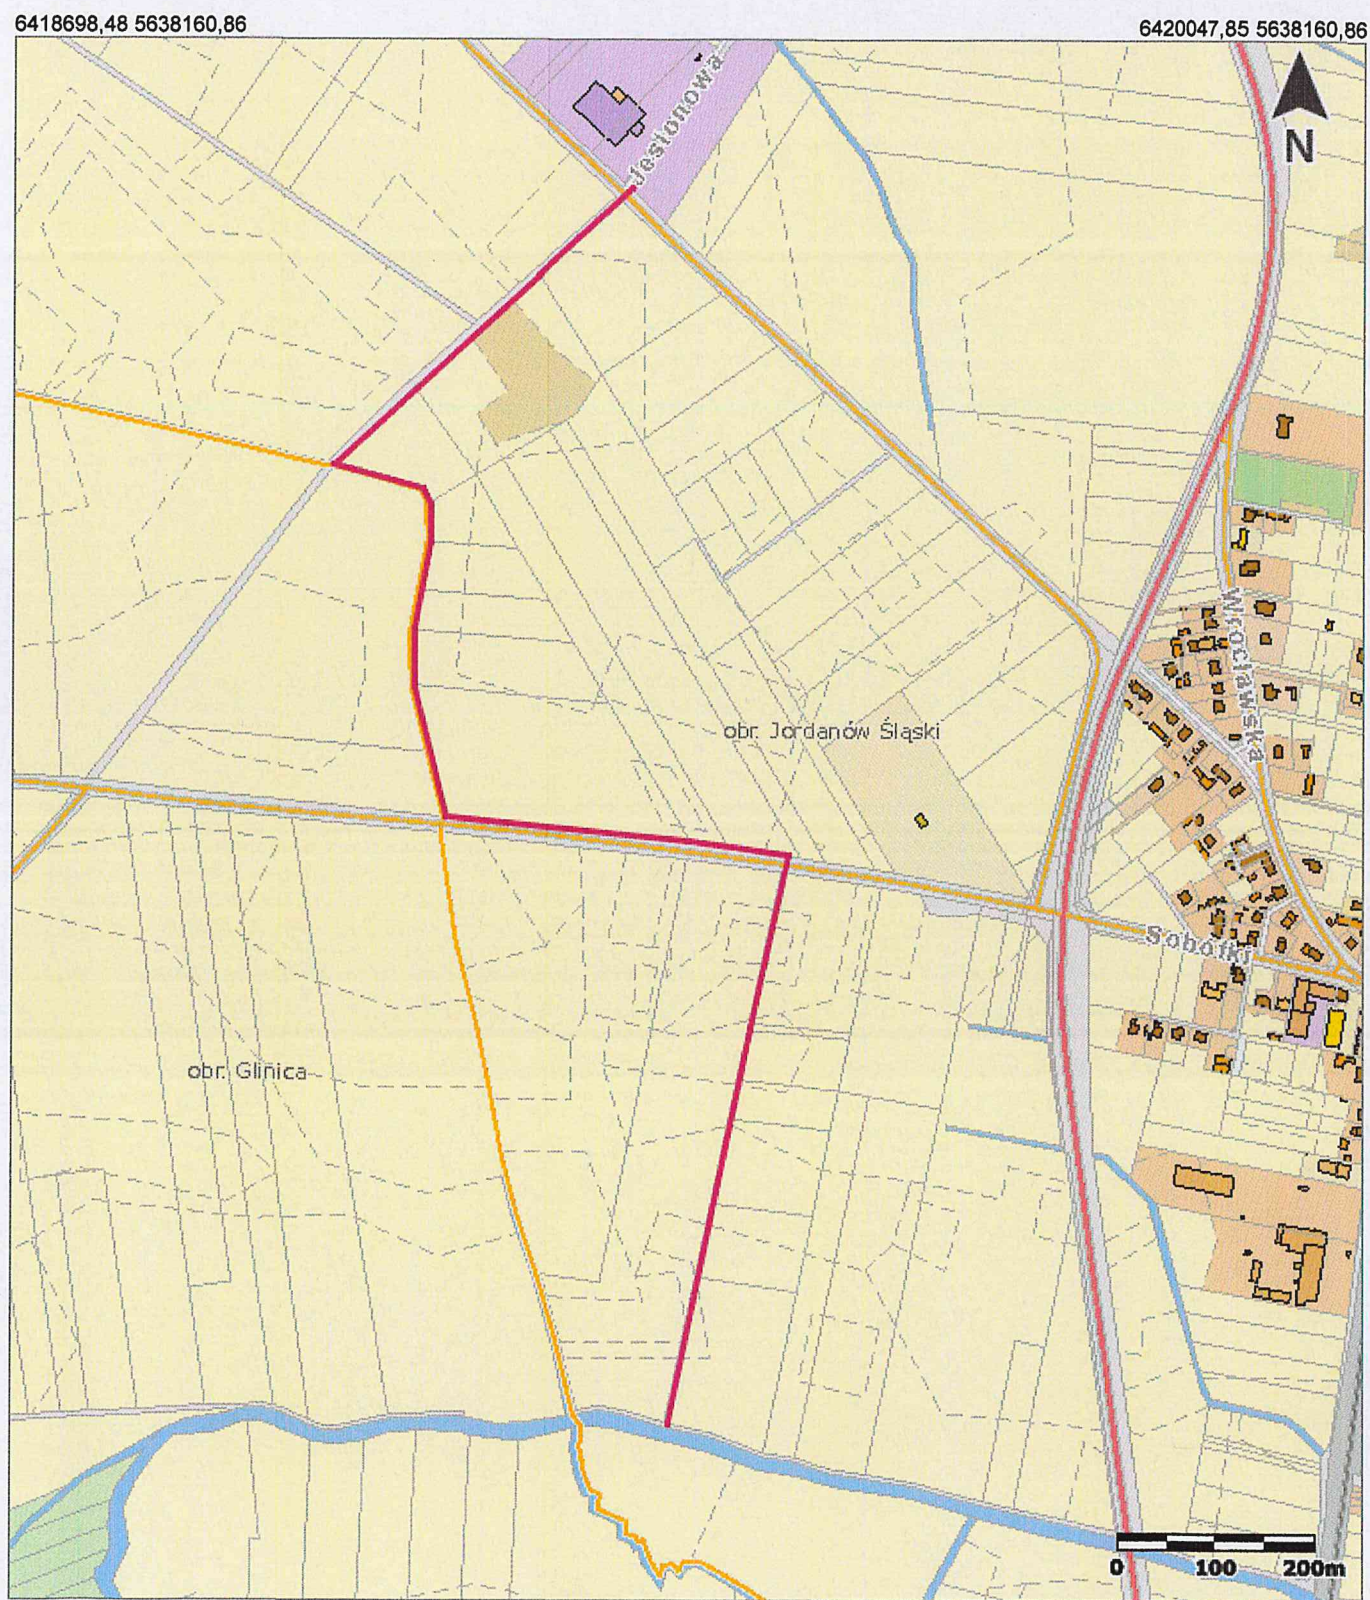 6418698,48 5638160,86
6420047,85 5638160,86
N
Jesionowa
Wrocławska
obr. Jordanów Śląski
Sobótki
obr. Glinica
0 100 200m